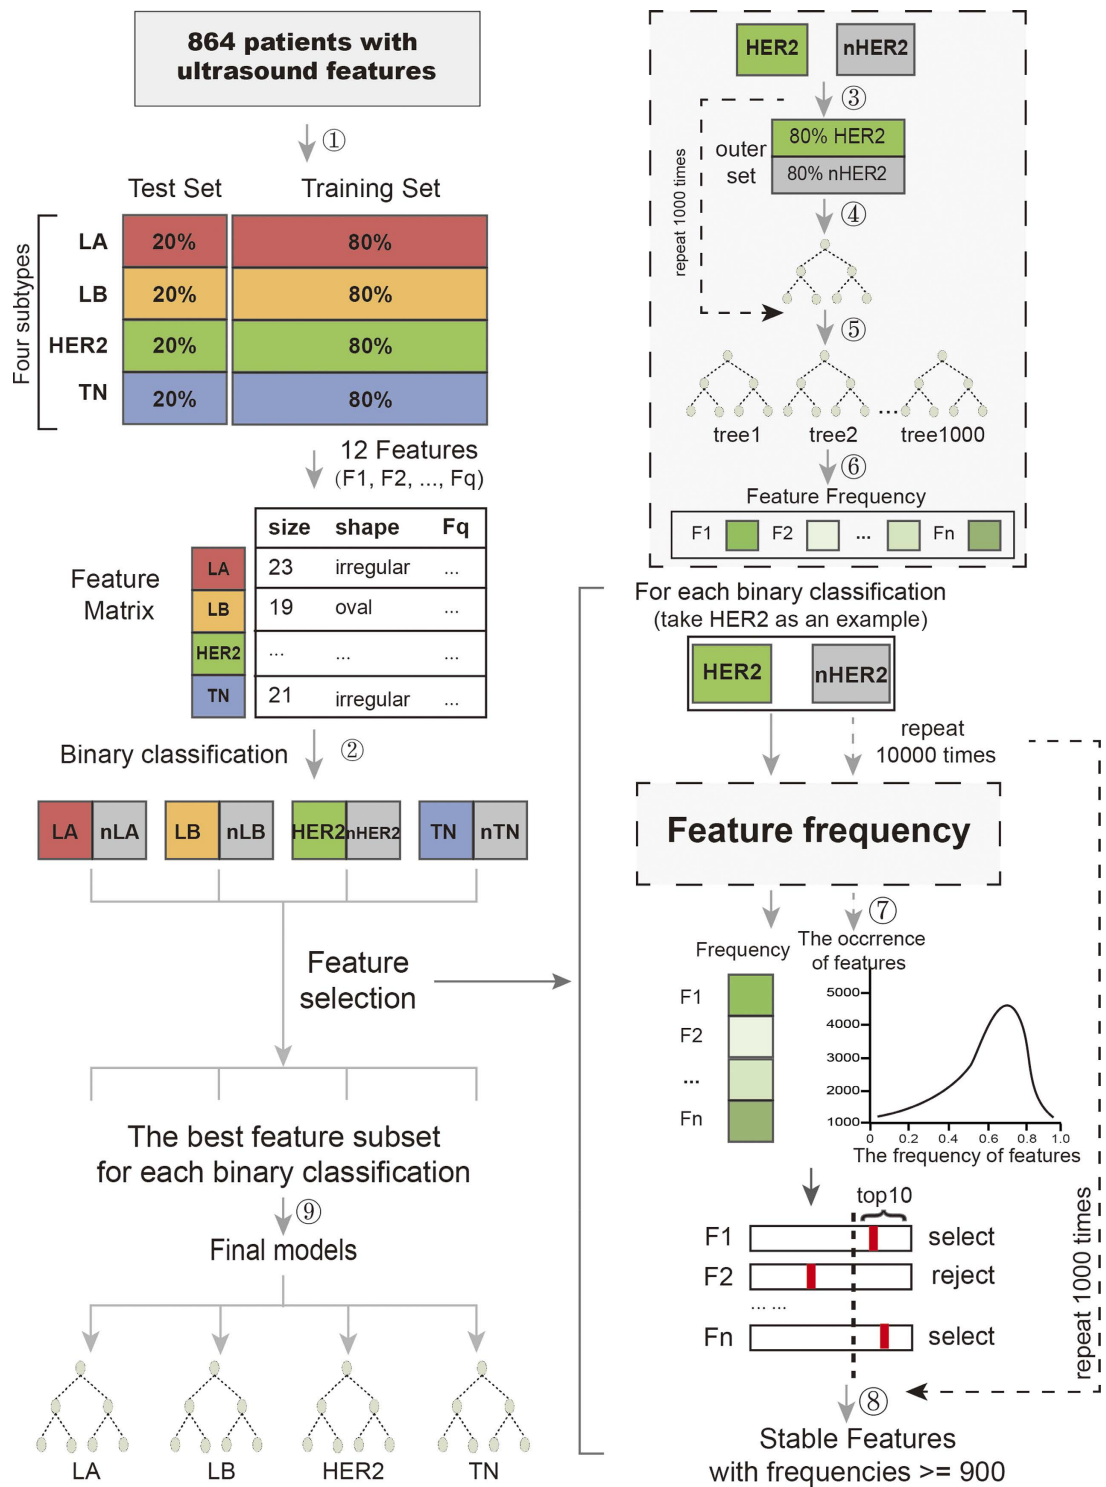 864 patients with
ultrasound features
①
Test Set
Training Set
Four subtypes
LA
20%
80%
LB
20%
80%
HER2
20%
80%
TN
20%
80%
12 Features
(F1, F2, ..., Fq)
Feature
Matrix
size
shape
Fq
LA
23
irregular
...
LB
19
oval
...
HER2
...
...
...
TN
21
irregular
...
Binary classification
②
LA
nLA
LB
nLB
HER2
nHER2
TN
nTN
Feature
selection
The best feature subset
for each binary classification
⑨
Final models
LA
LB
HER2
TN
HER2
nHER2
③
repeat 1000 times
outer
set
80% HER2
80% nHER2
④
⑤
...
tree1
tree2
tree1000
⑥
Feature Frequency
F1
F2
...
Fn
For each binary classification
(take HER2 as an example)
HER2
nHER2
repeat
10000 times
Feature frequency
⑦
Frequency
F1
F2
...
Fn
The occrrence
of features
5000
4000
3000
2000
1000
0
0.2
0.4
0.6
0.8
1.0
The frequency of features
top10
F1
select
F2
reject
... ...
Fn
select
repeat 1000 times
⑧
Stable Features
with frequencies >= 900